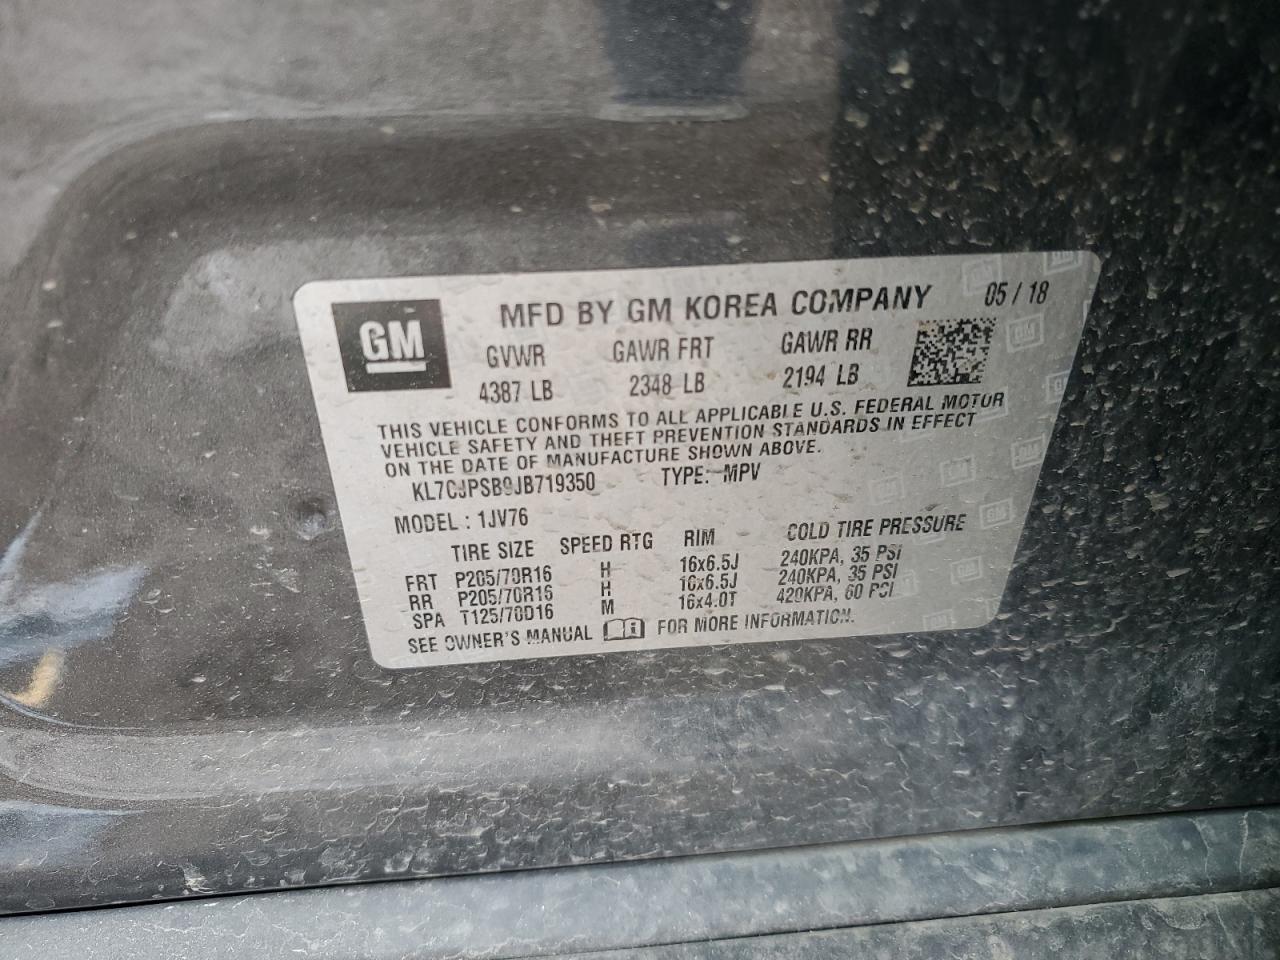 GM
MFD BY GM KOREA COMPANY 05 / 18
GVWR GAWR FRT GAWR RR
4387 LB 2348 LB 2194 LB
THIS VEHICLE CONFORMS TO ALL APPLICABLE U.S. FEDERAL MOTOR
VEHICLE SAFETY AND THEFT PREVENTION STANDARDS IN EFFECT
ON THE DATE OF MANUFACTURE SHOWN ABOVE.
KL7CJPSB9JB719350 TYPE: MPV
MODEL : 1JV76
TIRE SIZE SPEED RTG RIM COLD TIRE PRESSURE
FRT P205/70R16 H 16x6.5J 240KPA, 35 PSI
RR P205/70R16 H 16x6.5J 240KPA, 35 PSI
SPA T125/70D16 M 16x4.0T 420KPA, 60 PSI
SEE OWNER'S MANUAL FOR MORE INFORMATION.